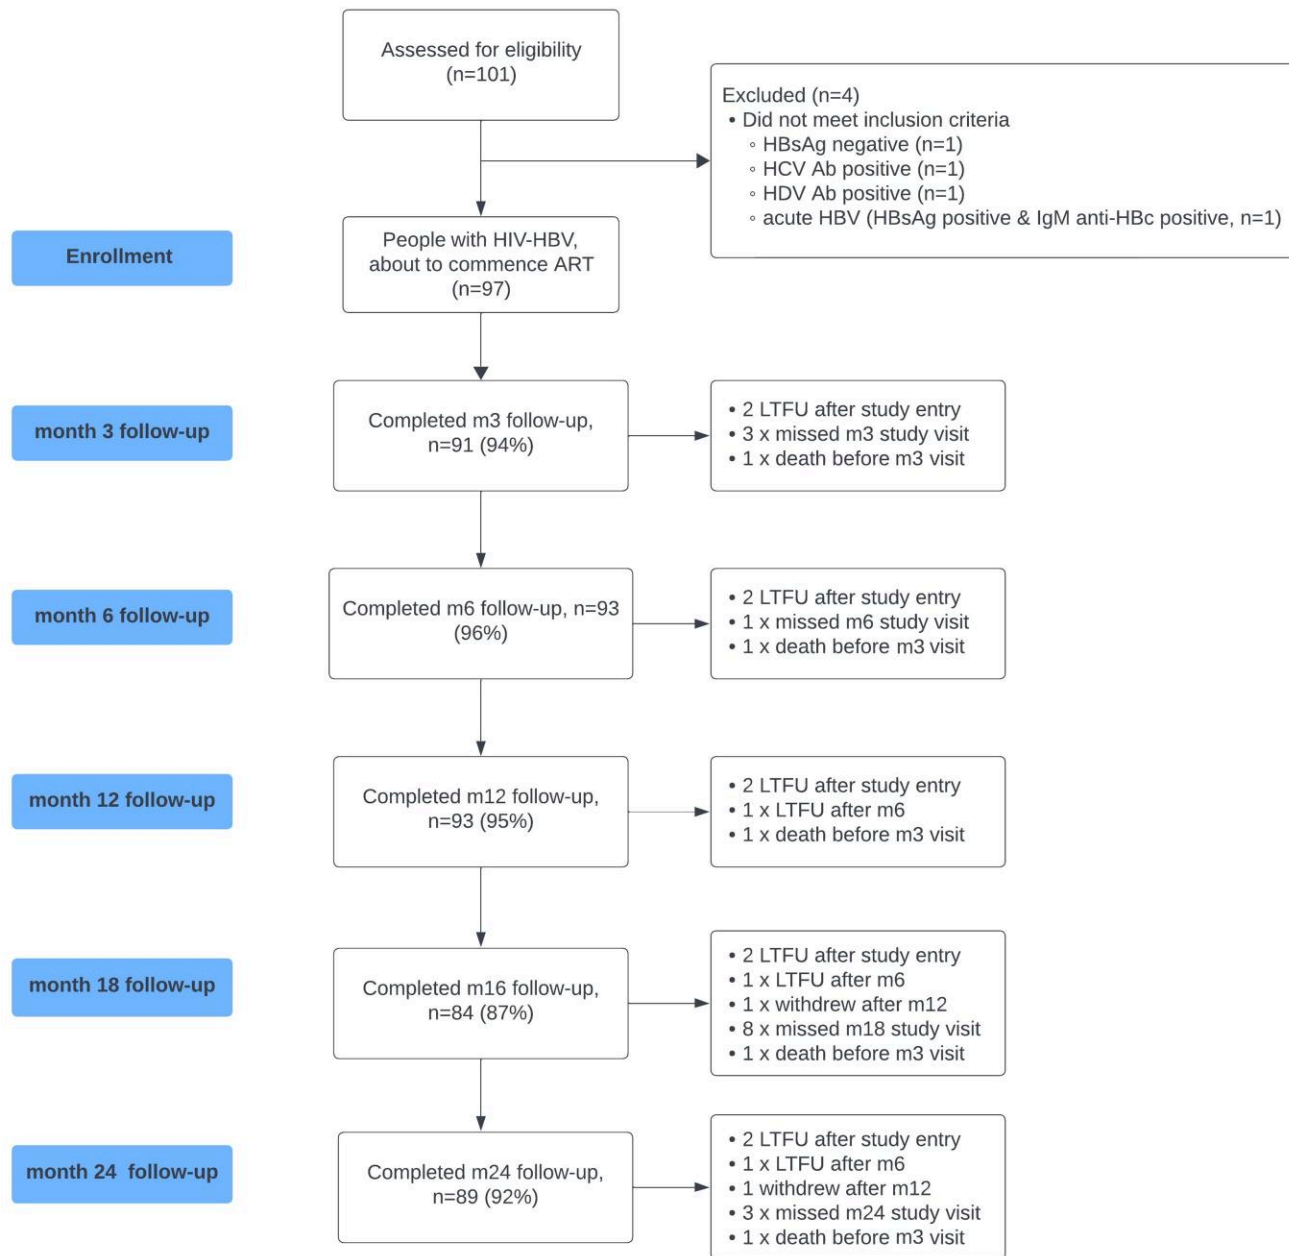 Assessed for eligibility
(n=101)
Excluded (n=4)
• Did not meet inclusion criteria
◦ HBsAg negative (n=1)
◦ HCV Ab positive (n=1)
◦ HDV Ab positive (n=1)
◦ acute HBV (HBsAg positive & IgM anti-HBc positive, n=1)
Enrollment
People with HIV-HBV,
about to commence ART
(n=97)
month 3 follow-up
Completed m3 follow-up,
n=91 (94%)
• 2 LTFU after study entry
• 3 x missed m3 study visit
• 1 x death before m3 visit
month 6 follow-up
Completed m6 follow-up, n=93
(96%)
• 2 LTFU after study entry
• 1 x missed m6 study visit
• 1 x death before m3 visit
month 12 follow-up
Completed m12 follow-up,
n=93 (95%)
• 2 LTFU after study entry
• 1 x LTFU after m6
• 1 x death before m3 visit
month 18 follow-up
Completed m16 follow-up,
n=84 (87%)
• 2 LTFU after study entry
• 1 x LTFU after m6
• 1 x withdrew after m12
• 8 x missed m18 study visit
• 1 x death before m3 visit
month 24  follow-up
Completed m24 follow-up,
n=89 (92%)
• 2 LTFU after study entry
• 1 x LTFU after m6
• 1 withdrew after m12
• 3 x missed m24 study visit
• 1 x death before m3 visit